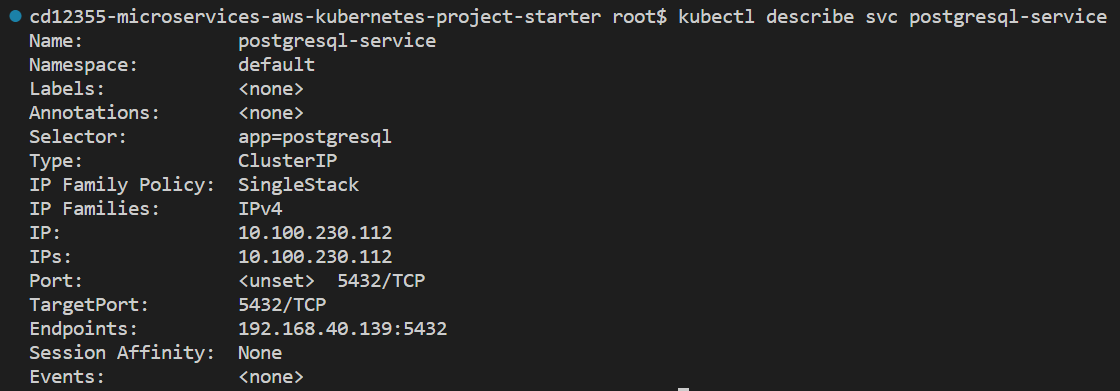 cd12355-microservices-aws-kubernetes-project-starter root$ kubectl describe svc postgresql-service
Name: postgresql-service
Namespace: default
Labels: <none>
Annotations: <none>
Selector: app=postgresql
Type: ClusterIP
IP Family Policy: SingleStack
IP Families: IPv4
IP: 10.100.230.112
IPs: 10.100.230.112
Port: <unset> 5432/TCP
TargetPort: 5432/TCP
Endpoints: 192.168.40.139:5432
Session Affinity: None
Events: <none>